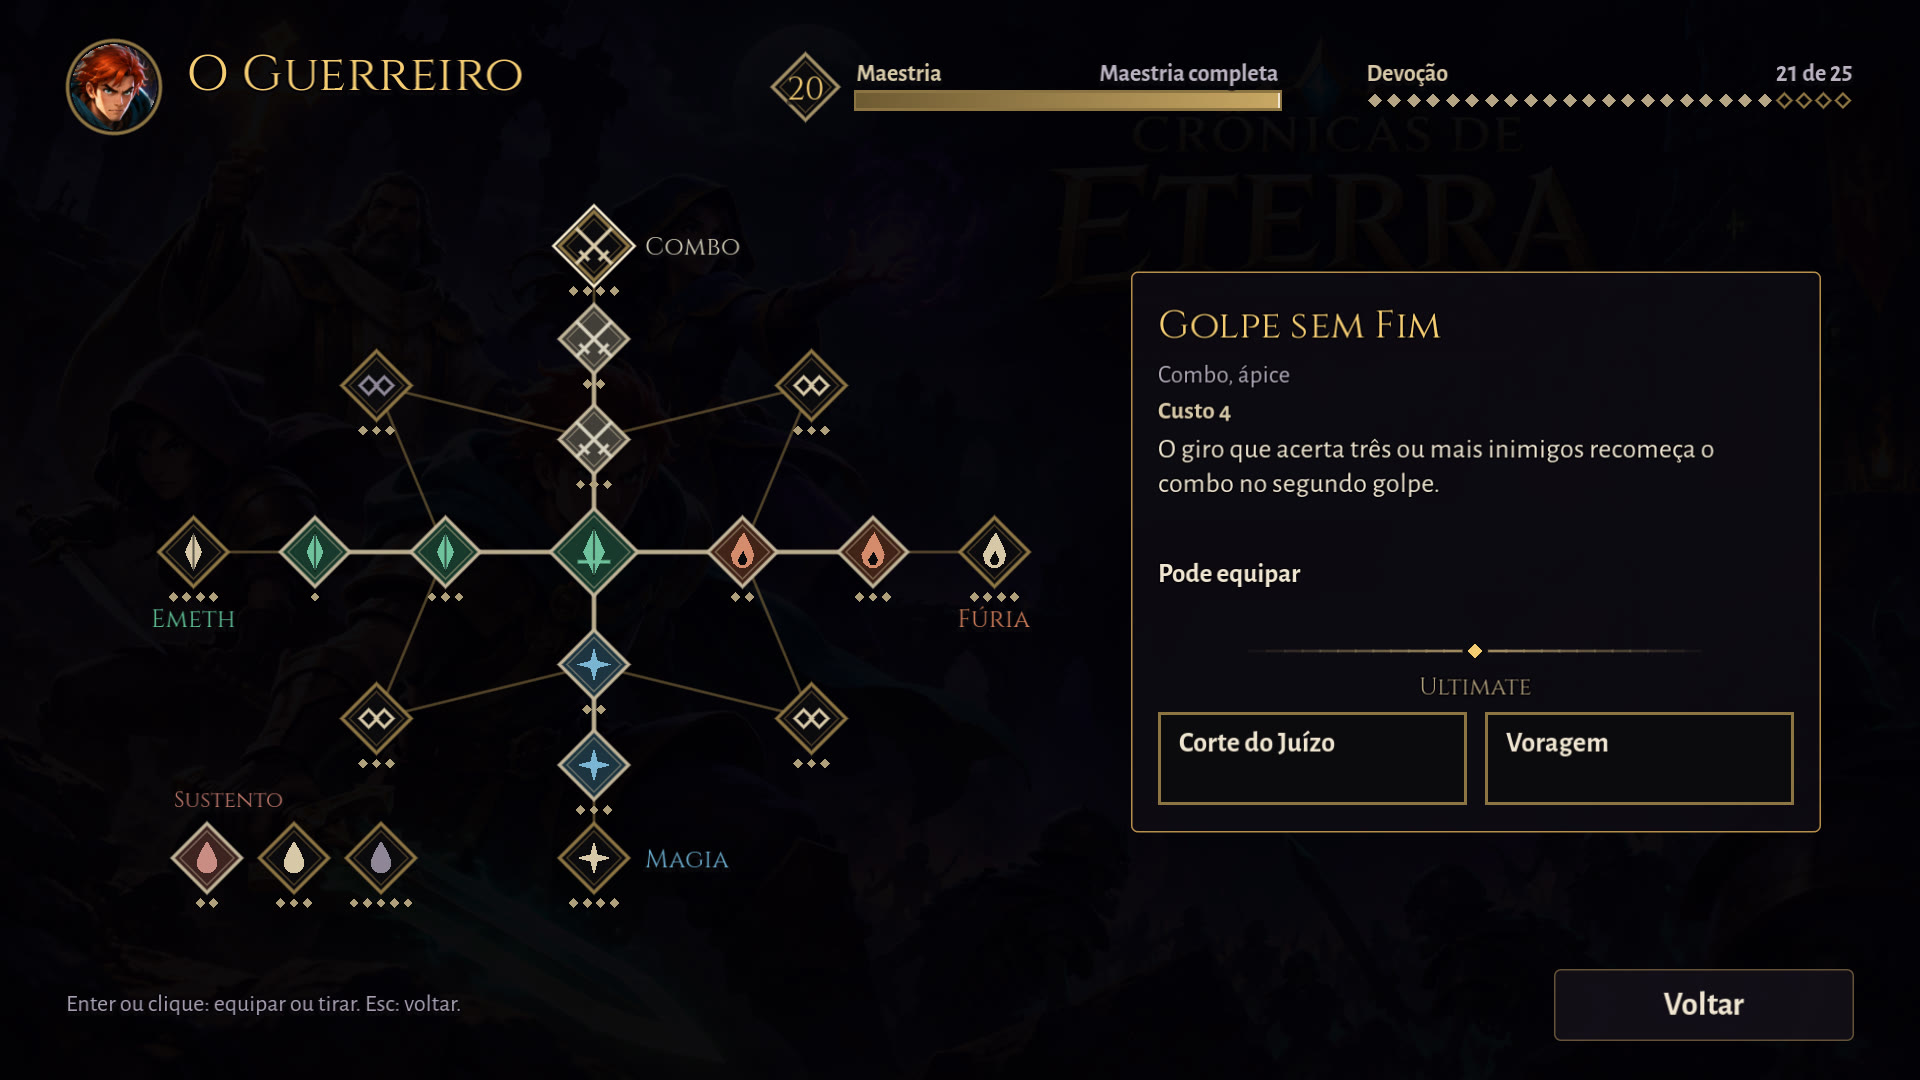 O Guerreiro
20
Maestria
Maestria completa
Devoção
21 de 25
Crônicas de
Eterra
Combo
Emeth
Fúria
Sustento
Magia
Golpe sem Fim
Combo, ápice
Custo 4
O giro que acerta três ou mais inimigos recomeça o
combo no segundo golpe.
Pode equipar
Ultimate
Corte do Juízo
Voragem
Enter ou clique: equipar ou tirar. Esc: voltar.
Voltar